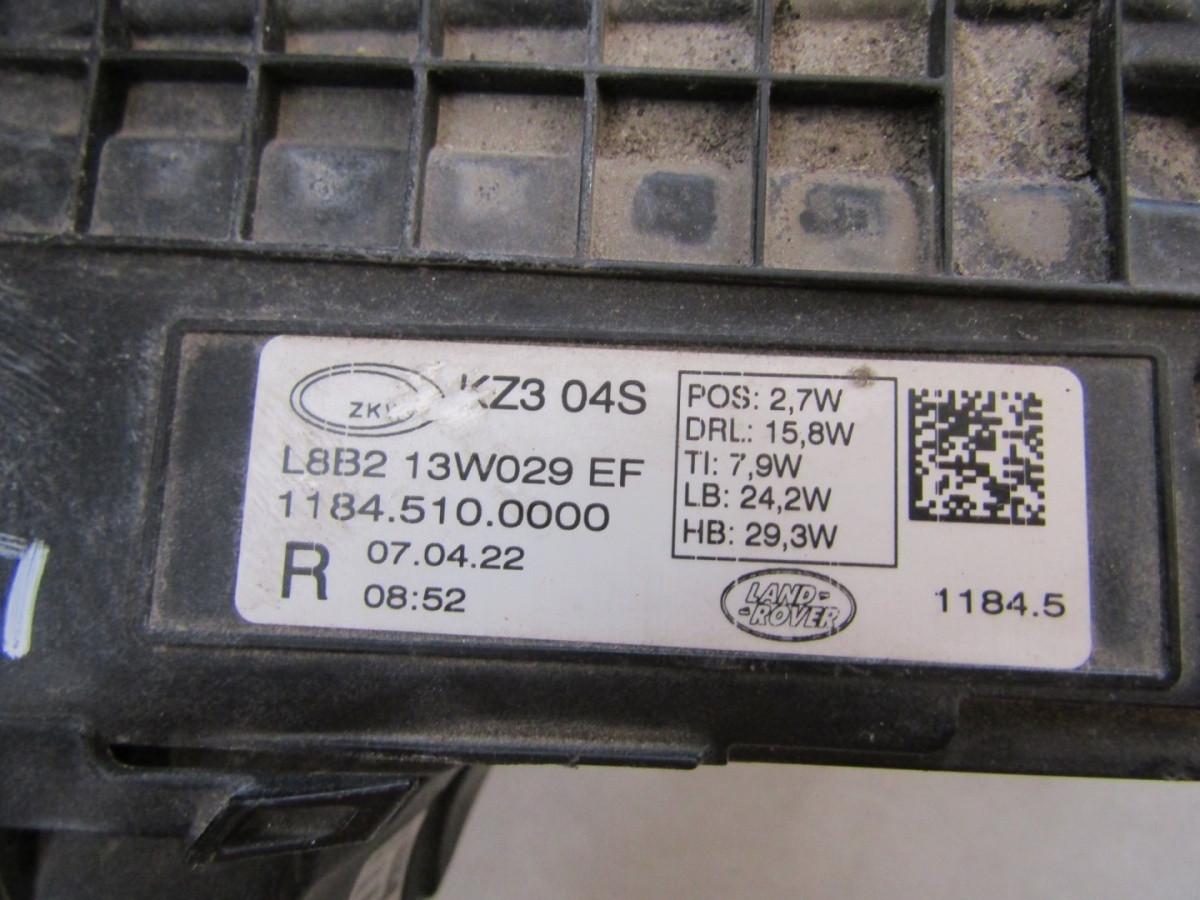 ZKW
KZ3 04S
L8B2 13W029 EF
1184.510.0000
R
07.04.22
08:52
POS: 2,7W
DRL: 15,8W
TI: 7,9W
LB: 24,2W
HB: 29,3W
LAND-
-ROVER
1184.5